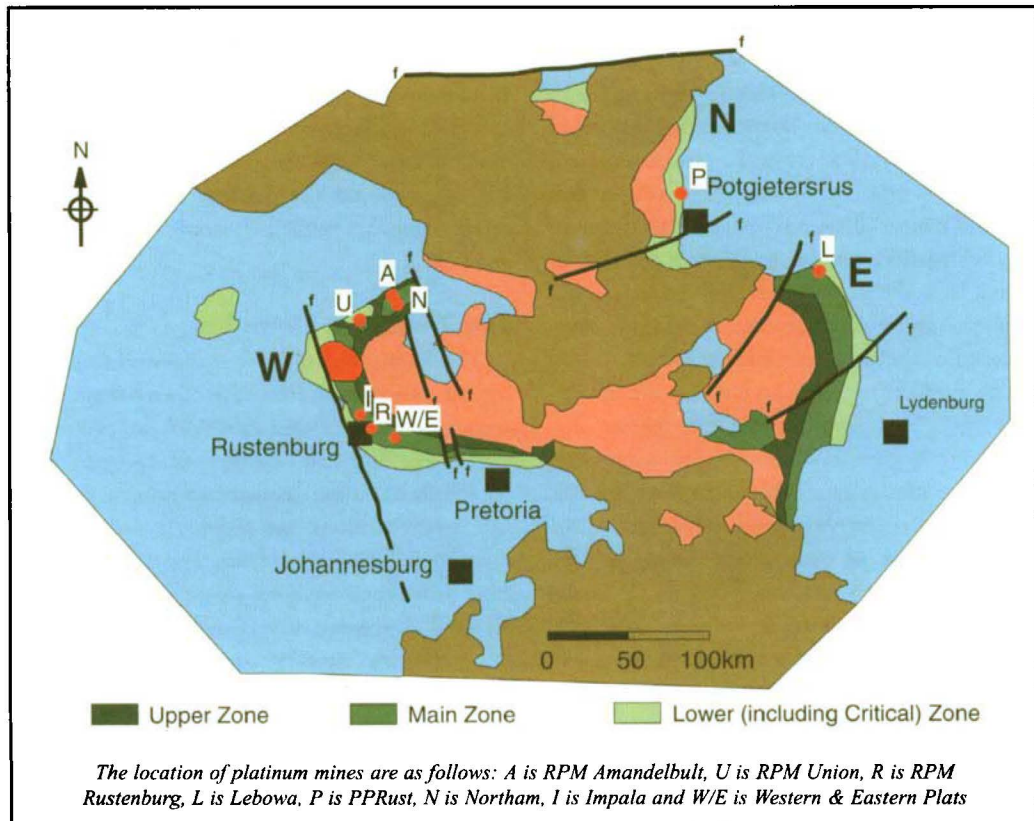 N
f
f
N
P
Potgietersrus
f
f
f
L
E
A
f
N
U
f
f
W
f
f
f
I
R
W/E
f
Lydenburg
Rustenburg
f
f
Pretoria
Johannesburg
f
0 50 100km
Upper Zone Main Zone Lower (including Critical) Zone
The location of platinum mines are as follows: A is RPM Amandelbult, U is RPM Union, R is RPM
Rustenburg, L is Lebowa, P is PPRust, N is Northam, I is Impala and W/E is Western & Eastern Plats